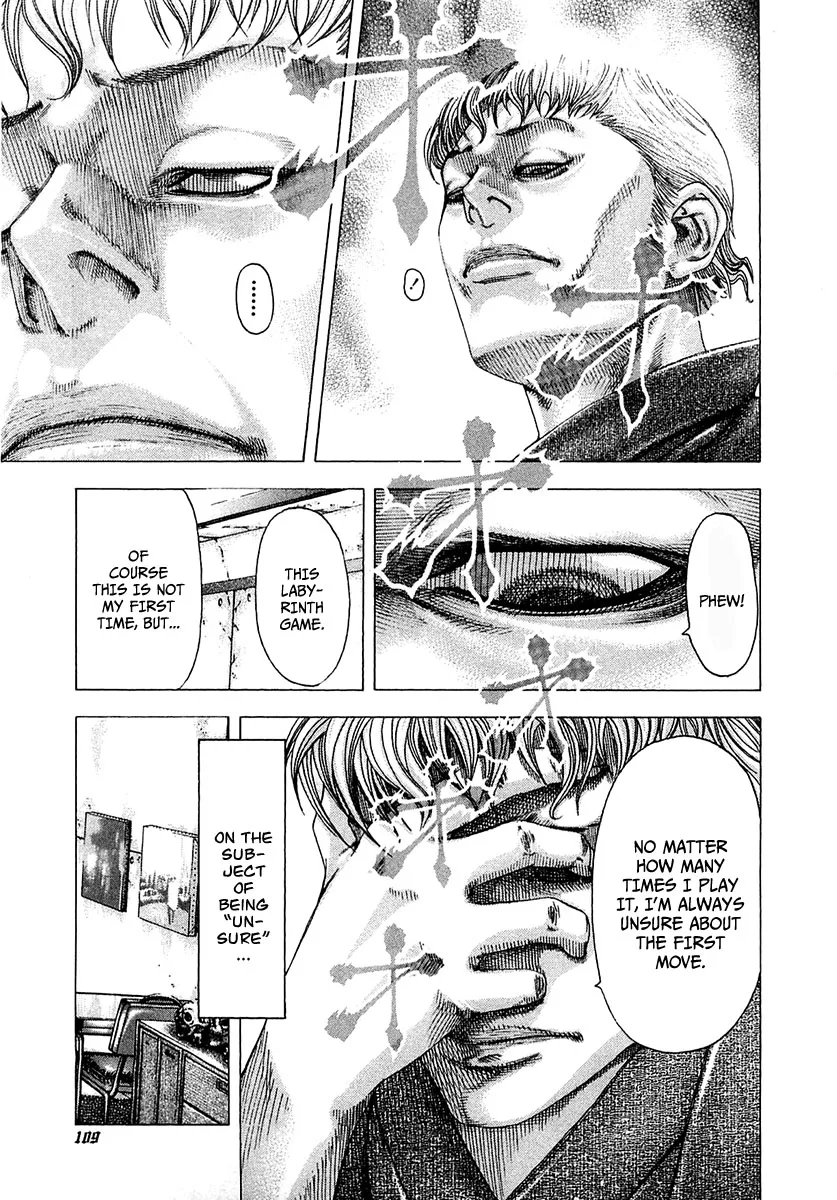 !
......
PHEW!
THIS
LABY-
RINTH
GAME.
OF
COURSE
THIS IS NOT
MY FIRST
TIME, BUT...
NO MATTER
HOW MANY
TIMES I PLAY
IT, I'M ALWAYS
UNSURE ABOUT
THE FIRST
MOVE.
ON THE
SUB-
JECT
OF
BEING
"UN-
SURE"
...
109